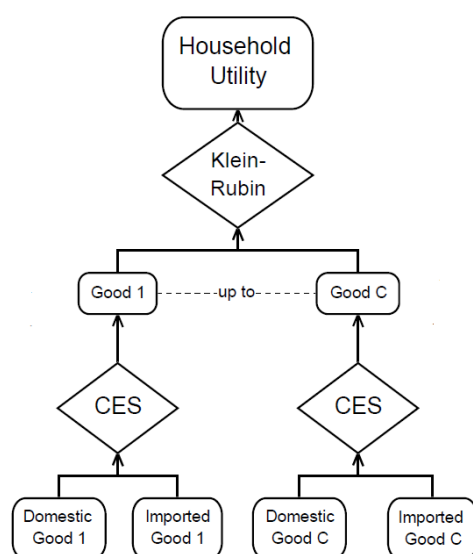 Household
Utility
Klein-
Rubin
Good 1
up to
Good C
CES
CES
Domestic
Good 1
Imported
Good 1
Domestic
Good C
Imported
Good C